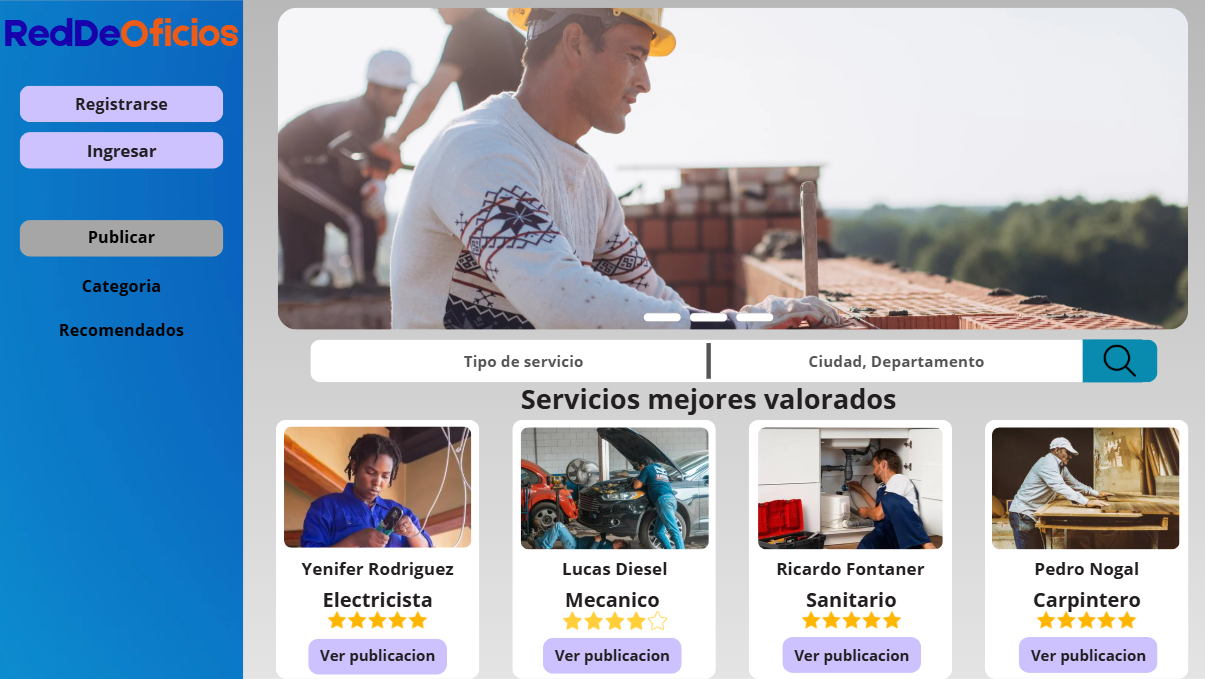 RedDeOficios
Registrarse
Ingresar
Publicar
Categoria
Recomendados
Tipo de servicio
Ciudad, Departamento
Servicios mejores valorados
Yenifer Rodriguez
Electricista
Ver publicacion
Lucas Diesel
Mecanico
Ver publicacion
Ricardo Fontaner
Sanitario
Ver publicacion
Pedro Nogal
Carpintero
Ver publicacion